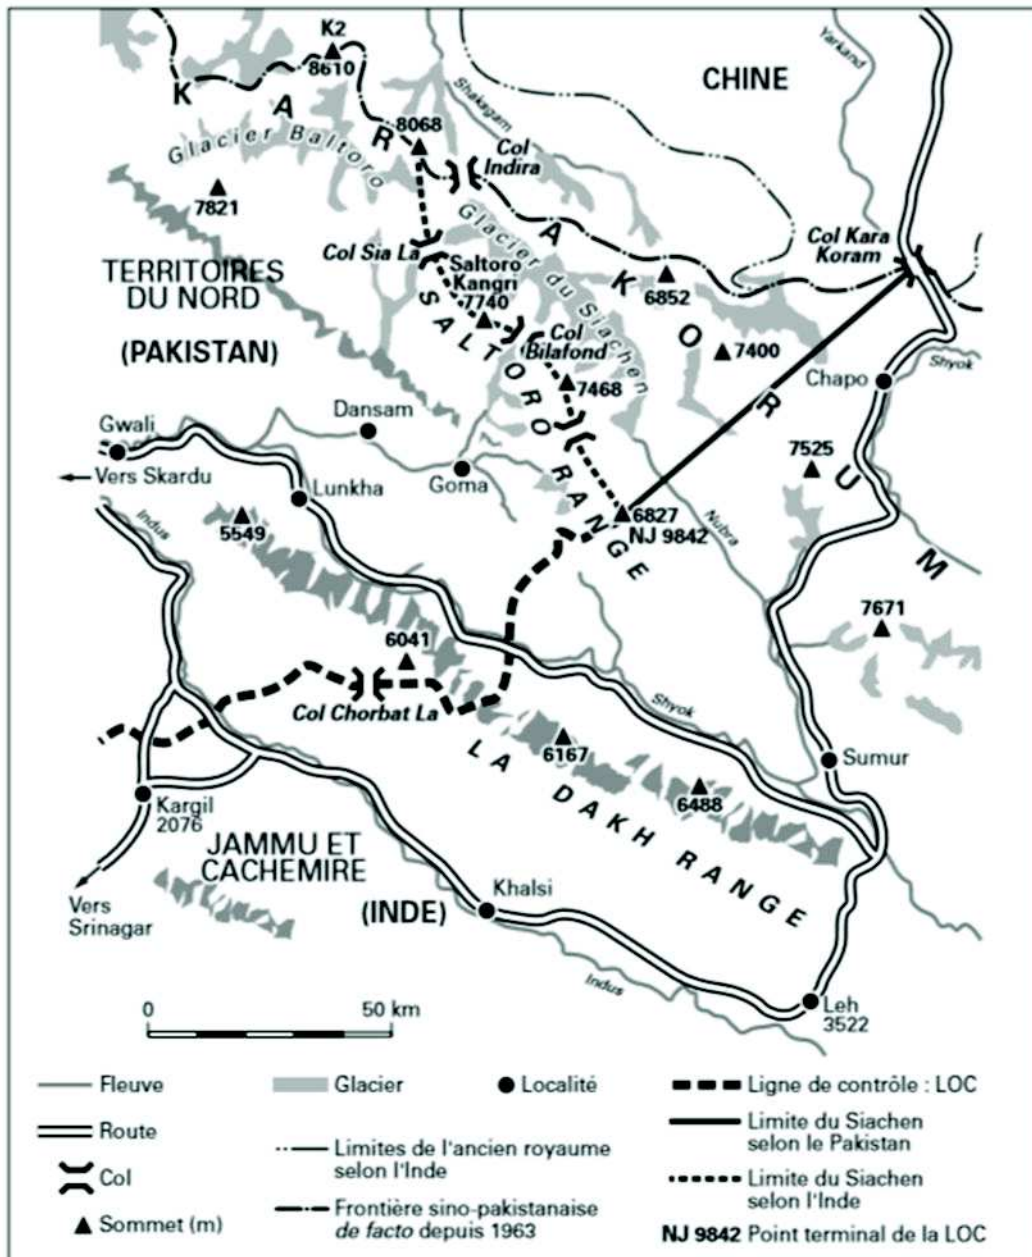 K2
8610
CHINE
Yarkand
Shaksgam
KARAKORUM
Glacier Baltoro
8068
Col
Indira
7821
Glacier du Siachen
Col Kara
Koram
Col Sia La
Saltoro
Kangri
7740
6852
TERRITOIRES
DU NORD
(PAKISTAN)
SALTORO RANGE
Col
Bilafond
7400
Shyok
7468
Chapo
Dansam
Gwali
Vers Skardu
Goma
7525
Lunkha
Indus
5549
6827
NJ 9842
Nubra
7671
6041
Col Chorbat La
Shyok
6167
Sumur
6488
LA DAKH RANGE
Kargil
2076
JAMMU ET
CACHEMIRE
(INDE)
Khalsi
Vers
Srinagar
Indus
Leh
3522
0 50 km
Fleuve
Glacier
Localité
Ligne de contrôle : LOC
Route
Limites de l'ancien royaume
selon l'Inde
Limite du Siachen
selon le Pakistan
Col
Frontière sino-pakistanaise
de facto depuis 1963
Limite du Siachen
selon l'Inde
Sommet (m)
NJ 9842 Point terminal de la LOC